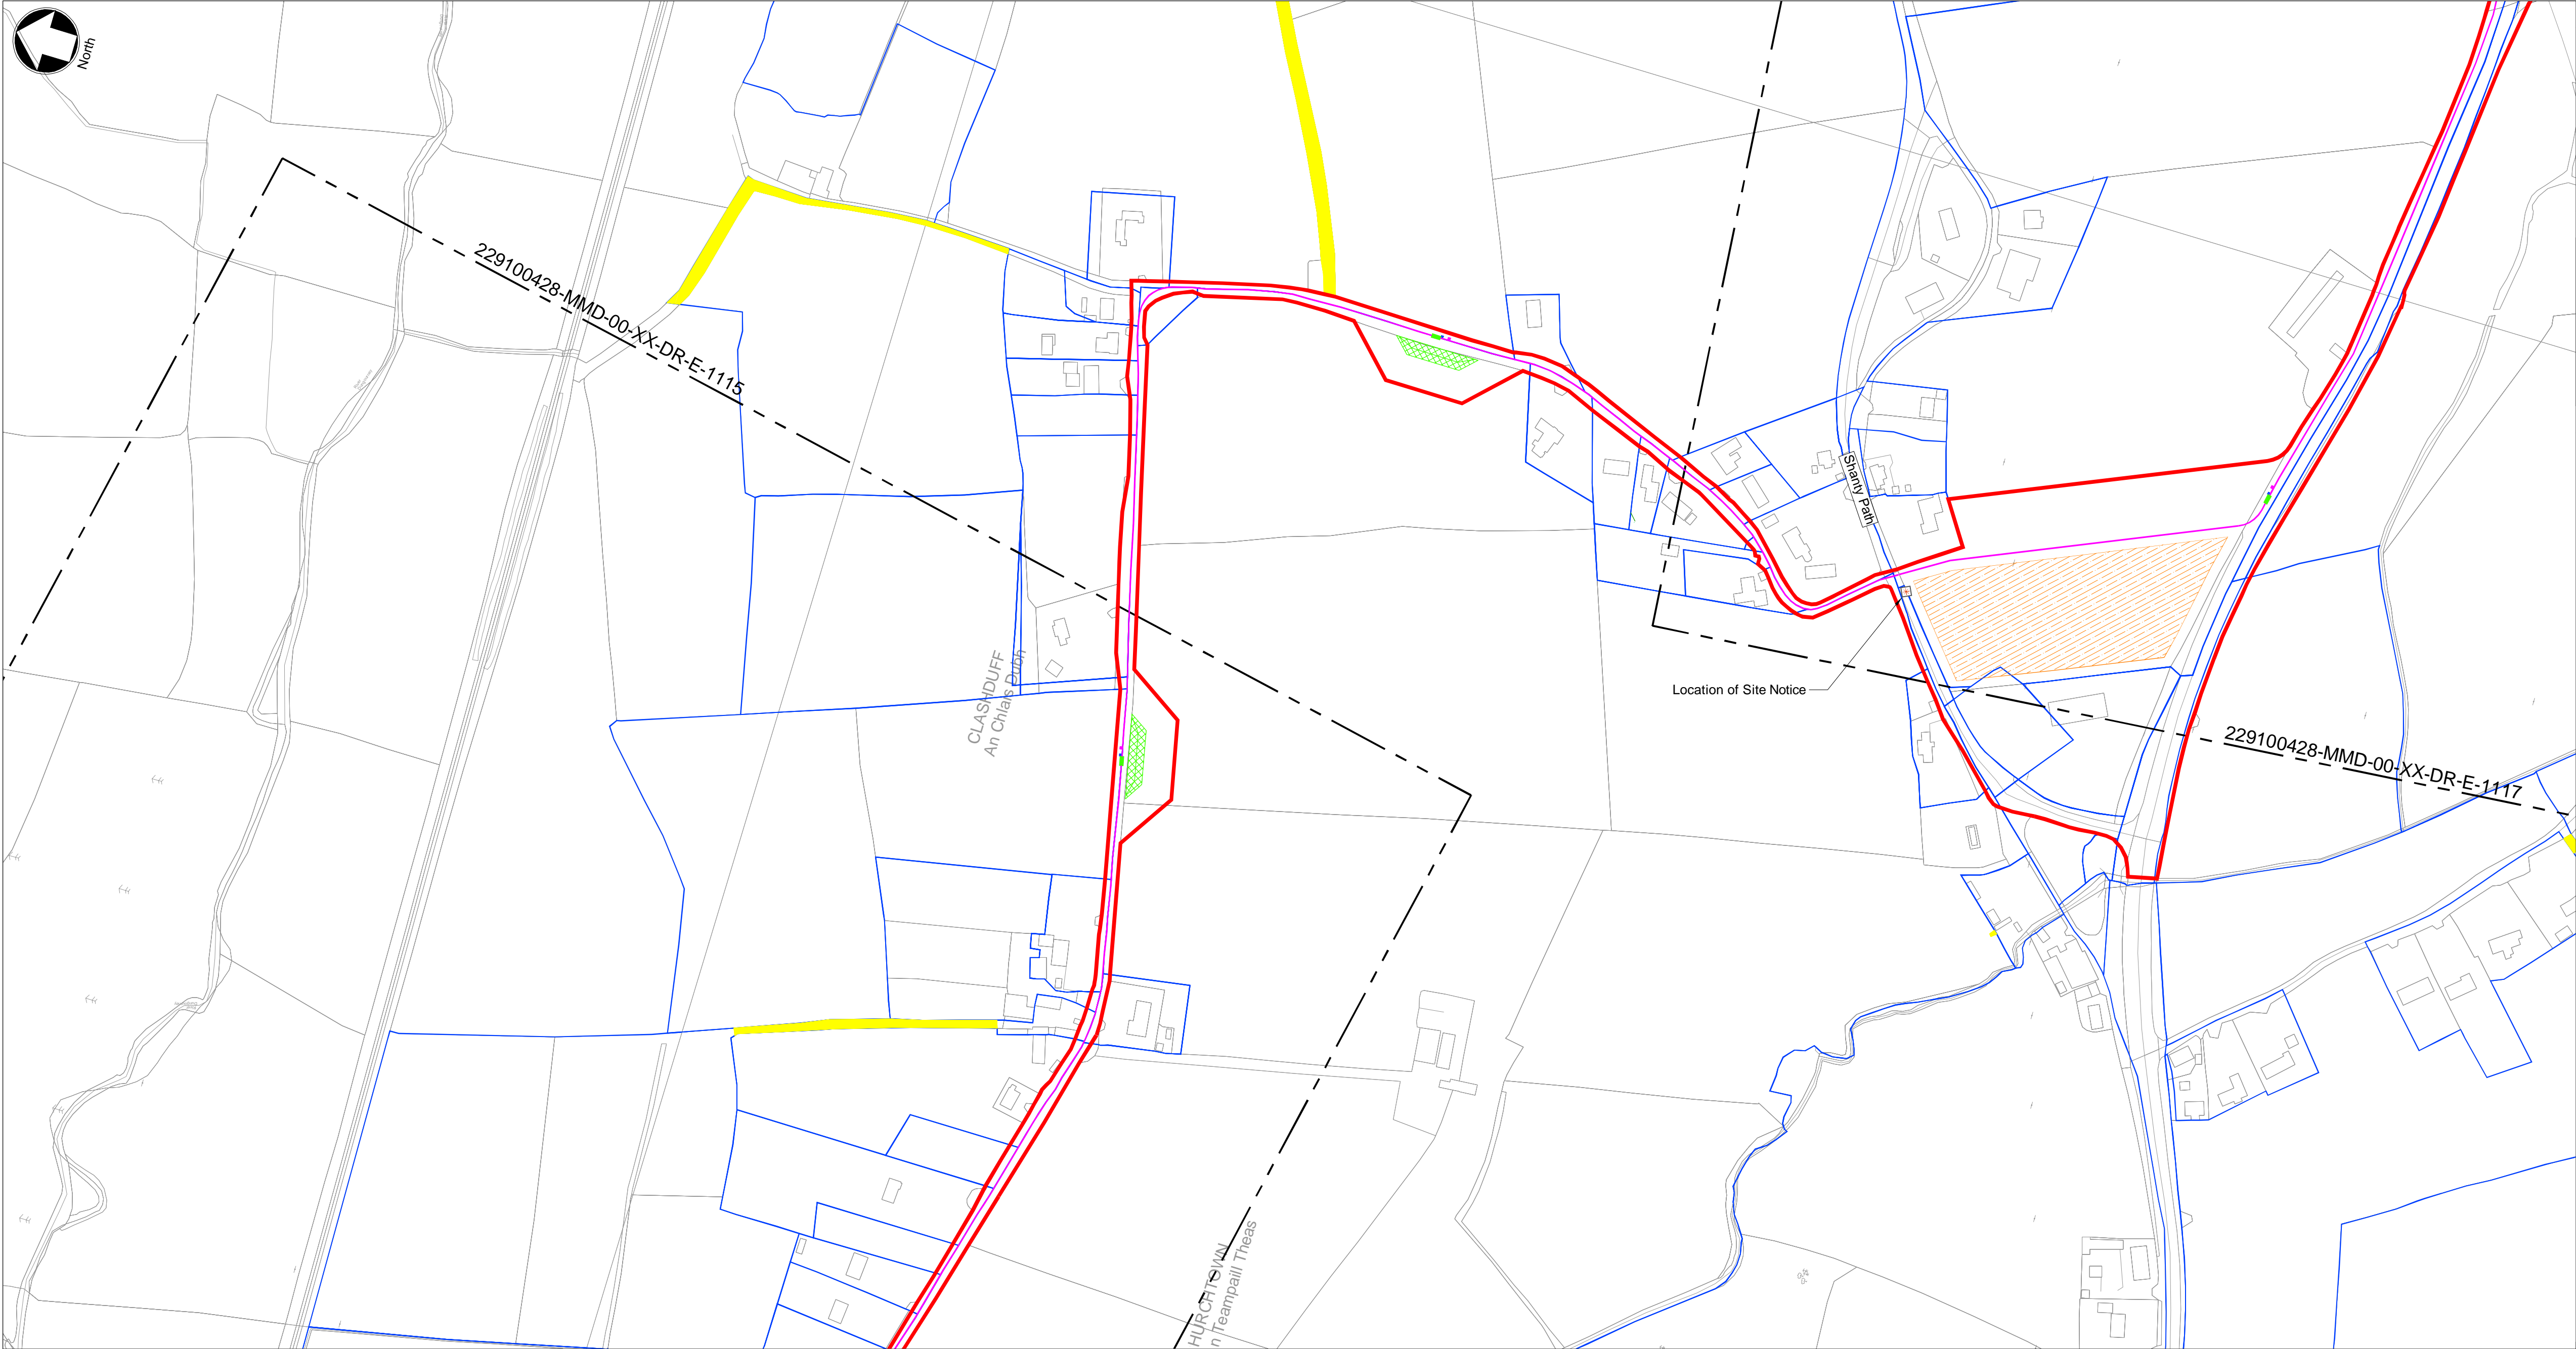 North
229100428-MMD-00-XX-DR-E-1115
Shanty Path
CLASHDUFF
An Chlais Dubh
Location of Site Notice
229100428-MMD-00-XX-DR-E-1117
HURCHTOWN
n Teampaill Theas